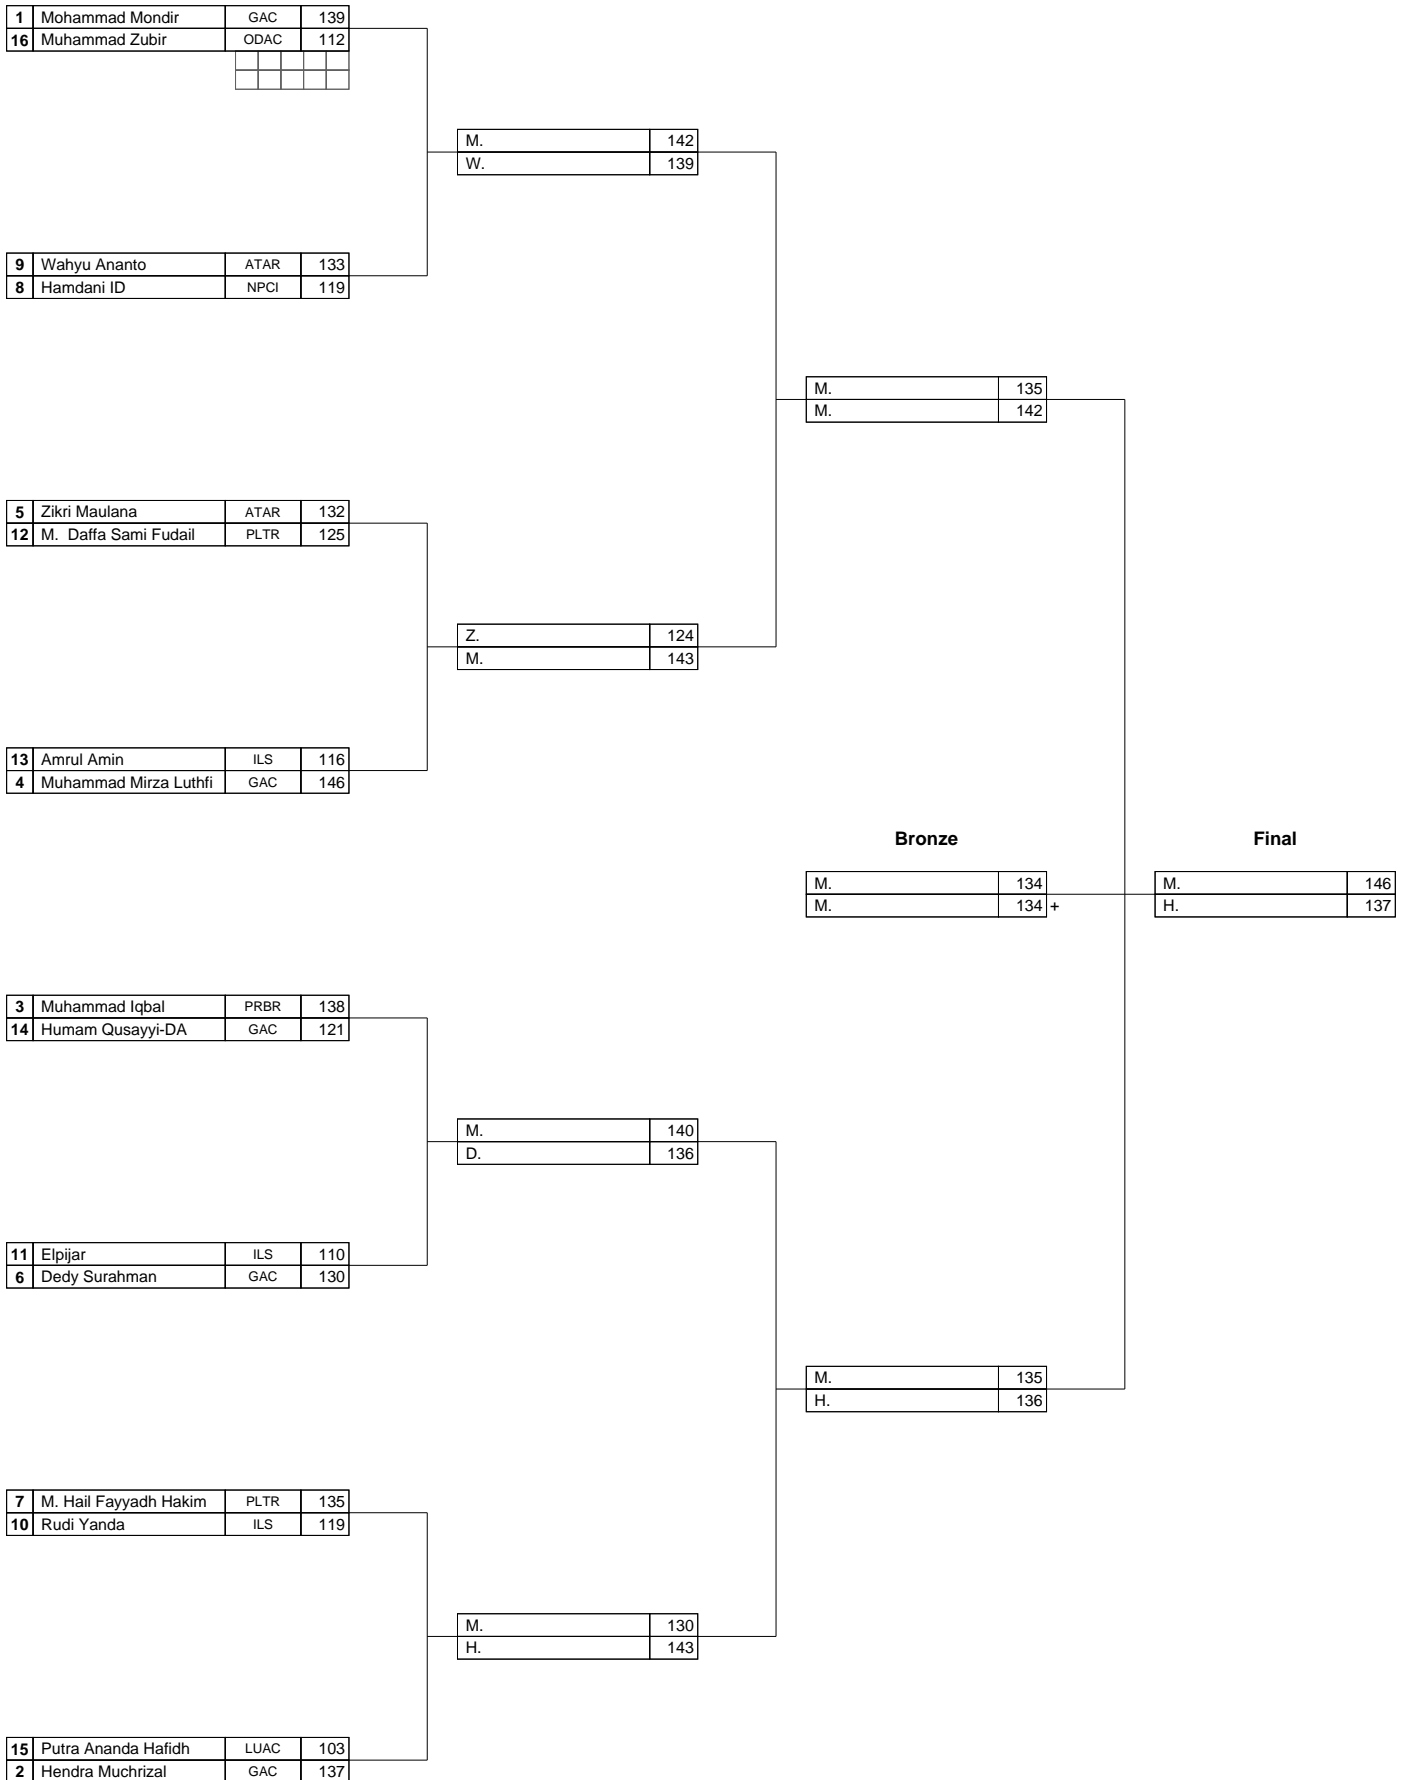 1 Mohammad Mondir GAC 139
16 Muhammad Zubir ODAC 112
M. 142
W. 139
9 Wahyu Ananto ATAR 133
8 Hamdani ID NPCI 119
M. 135
M. 142
5 Zikri Maulana ATAR 132
12 M.  Daffa Sami Fudail PLTR 125
Z. 124
M. 143
13 Amrul Amin ILS 116
4 Muhammad Mirza Luthfi GAC 146
Bronze Final
M. 134 M. 146
M. 134 + H. 137
3 Muhammad Iqbal PRBR 138
14 Humam Qusayyi-DA GAC 121
M. 140
D. 136
11 Elpijar ILS 110
6 Dedy Surahman GAC 130
M. 135
H. 136
7 M. Hail Fayyadh Hakim PLTR 135
10 Rudi Yanda ILS 119
M. 130
H. 143
15 Putra Ananda Hafidh LUAC 103
2 Hendra Muchrizal GAC 137